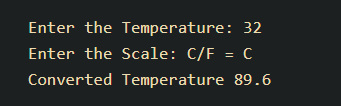 Enter the Temperature: 32
Enter the Scale: C/F = C
Converted Temperature 89.6